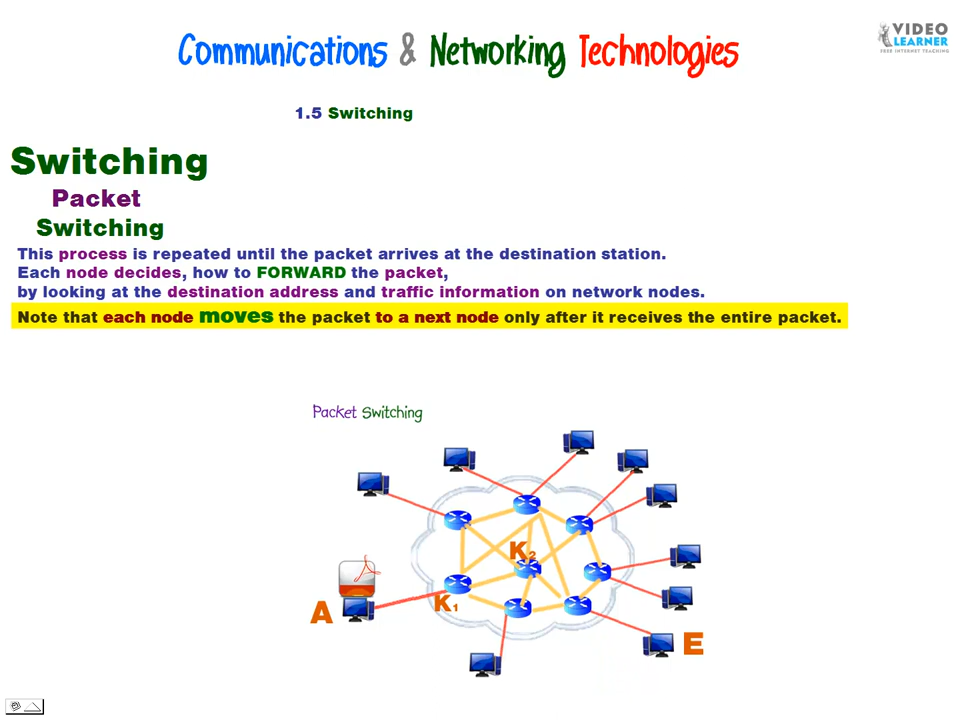 Communications & Networking Technologies
VIDEO
LEARNER
FREE INTERNET TEACHING
1.5 Switching
Switching
Packet
Switching
This process is repeated until the packet arrives at the destination station.
Each node decides, how to FORWARD the packet,
by looking at the destination address and traffic information on network nodes.
Note that each node moves the packet to a next node only after it receives the entire packet.
Packet Switching
K2
K1
A
E